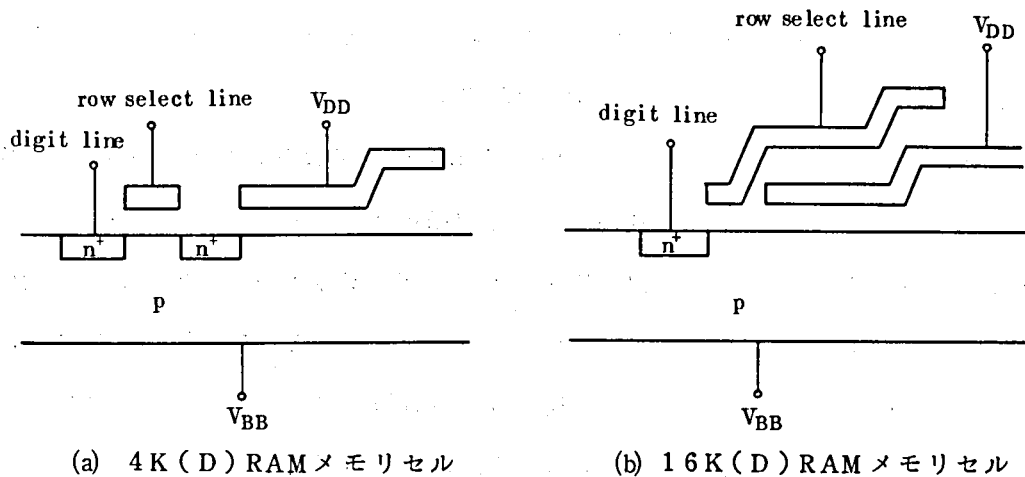 row select line
V_DD
digit line
n⁺
n⁺
p
V_BB
(a) 4K(D)RAMメモリセル
row select line
V_DD
digit line
n⁺
p
V_BB
(b) 16K(D)RAMメモリセル